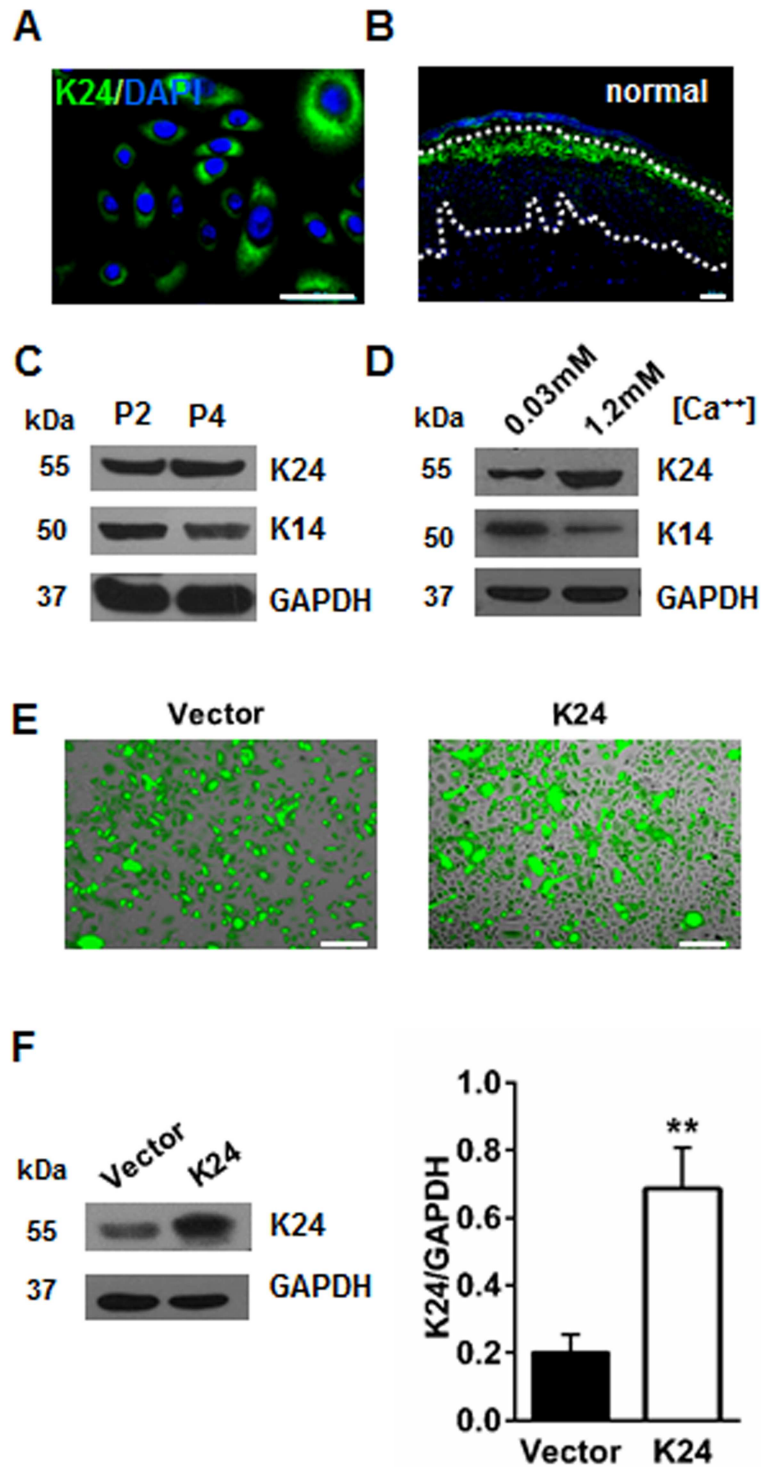 A
K24/DAPI
B
normal
C
kDa P2 P4
55 K24
50 K14
37 GAPDH
D
kDa 0.03mM 1.2mM [Ca++]
55 K24
50 K14
37 GAPDH
E
Vector K24
F
kDa Vector K24
55 K24
37 GAPDH
K24/GAPDH
1.0
0.8
0.6
0.4
0.2
0.0
**
Vector K24